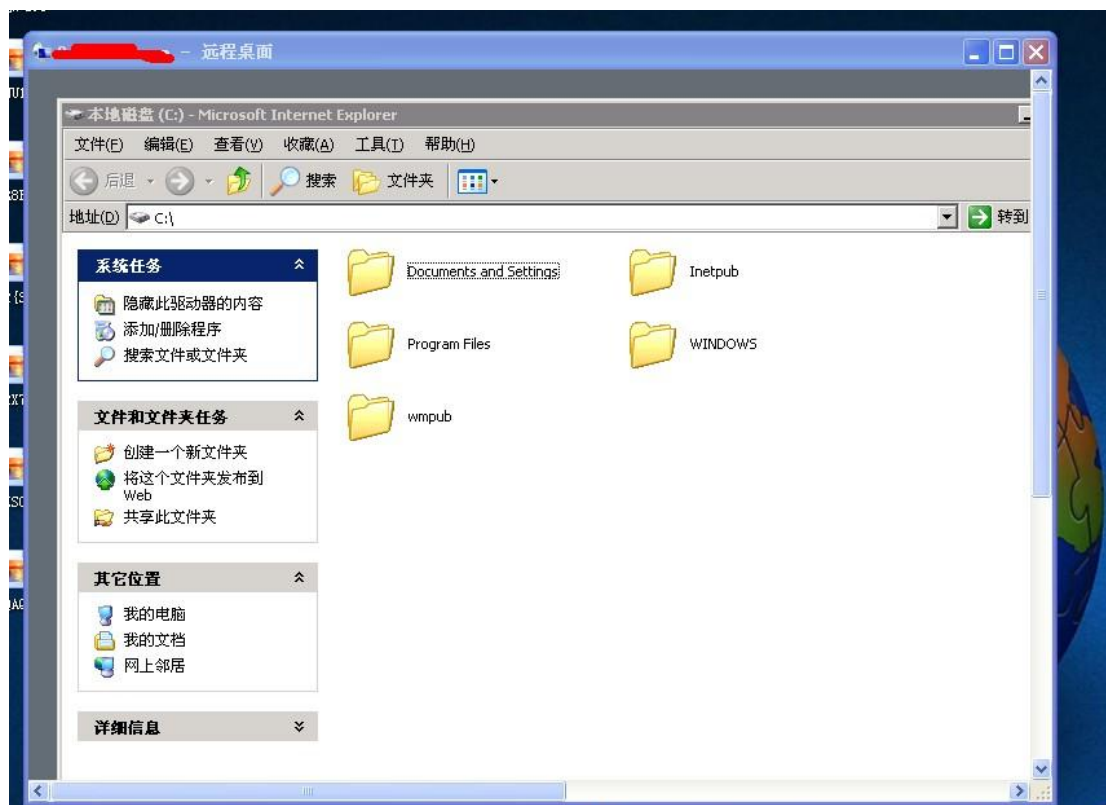 - 远程桌面
本地磁盘 (C:) - Microsoft Internet Explorer
文件(F) 编辑(E) 查看(V) 收藏(A) 工具(T) 帮助(H)
后退 搜索 文件夹
地址(D) C:\ 转到
系统任务
隐藏此驱动器的内容
添加/删除程序
搜索文件或文件夹
文件和文件夹任务
创建一个新文件夹
将这个文件夹发布到
Web
共享此文件夹
其它位置
我的电脑
我的文档
网上邻居
详细信息
Documents and Settings
Inetpub
Program Files
WINDOWS
wmpub